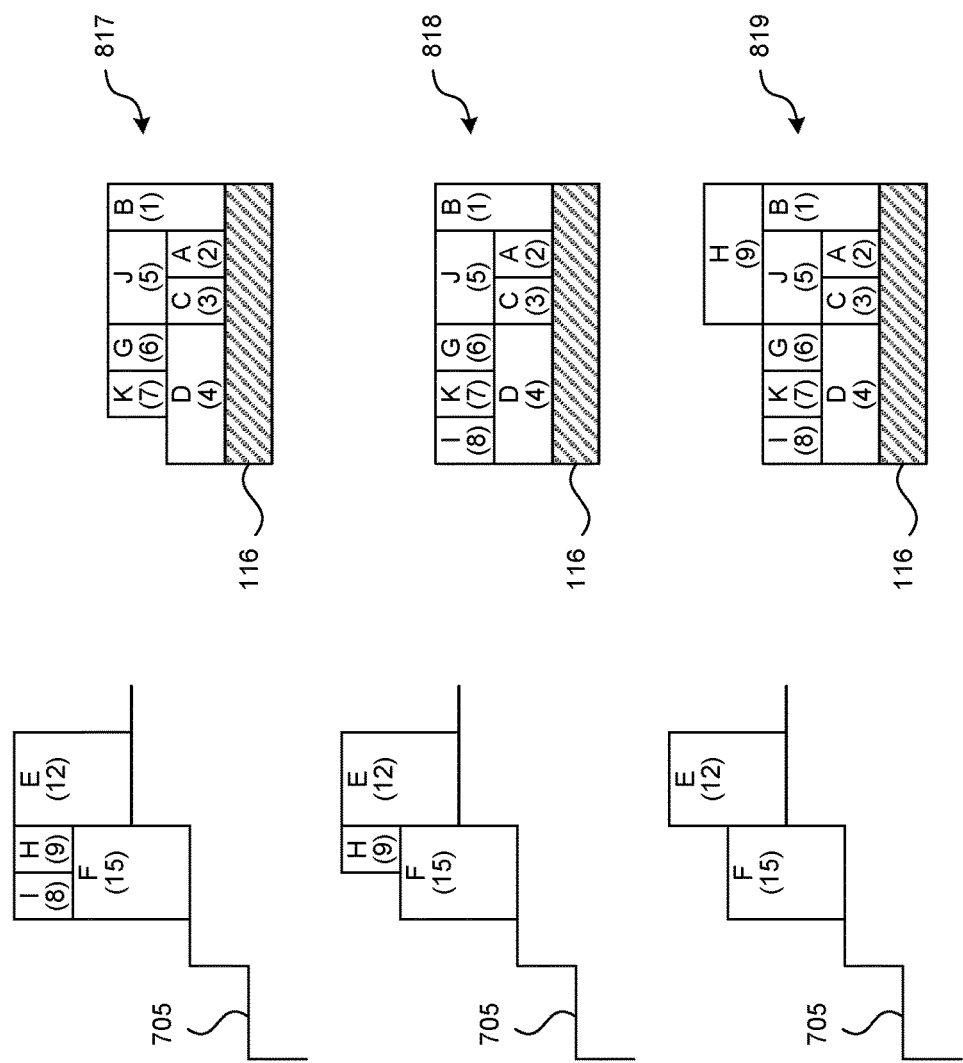 817
B
(1)
J
(5)
A
(2)
C
(3)
G
(6)
K
(7)
D
(4)
116
E
(12)
H
(9)
I
(8)
F
(15)
705
818
B
(1)
J
(5)
A
(2)
C
(3)
G
(6)
K
(7)
I
(8)
D
(4)
116
E
(12)
H
(9)
F
(15)
705
819
H
(9)
B
(1)
J
(5)
A
(2)
C
(3)
G
(6)
K
(7)
I
(8)
D
(4)
116
E
(12)
F
(15)
705